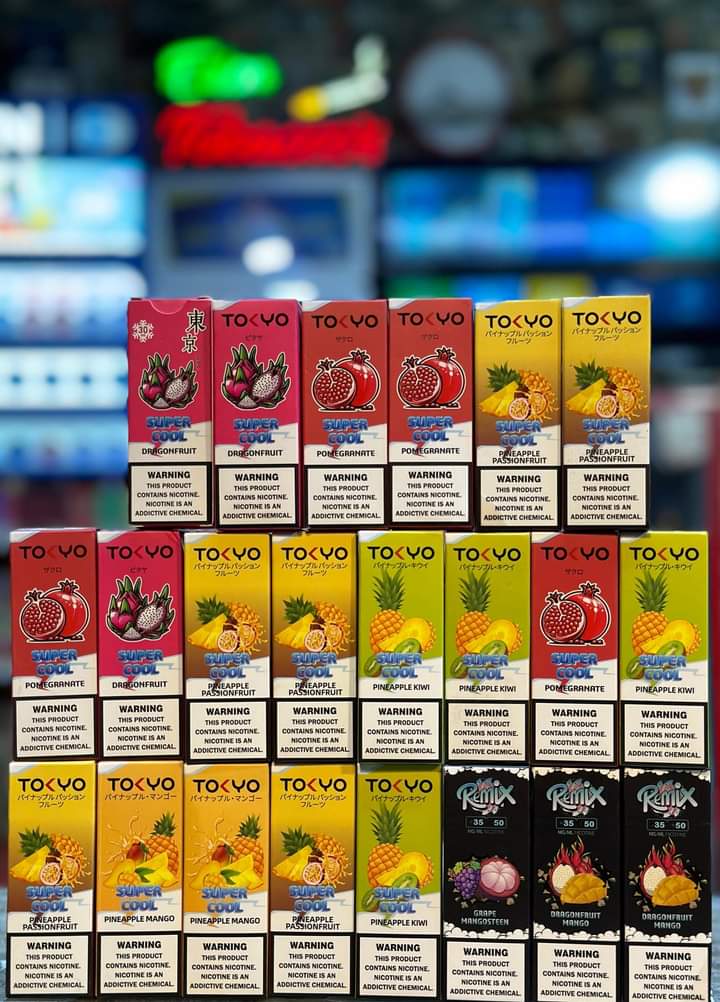 30
東京
SUPER
COOL
DRAGONFRUIT
WARNING
THIS PRODUCT
CONTAINS NICOTINE.
NICOTINE IS AN
ADDICTIVE CHEMICAL.
TOKYO
ピタヤ
SUPER
COOL
DRAGONFRUIT
WARNING
THIS PRODUCT
CONTAINS NICOTINE.
NICOTINE IS AN
ADDICTIVE CHEMICAL.
TOKYO
ザクロ
SUPER
COOL
POMEGRANATE
WARNING
THIS PRODUCT
CONTAINS NICOTINE.
NICOTINE IS AN
ADDICTIVE CHEMICAL.
TOKYO
ザクロ
SUPER
COOL
POMEGRANATE
WARNING
THIS PRODUCT
CONTAINS NICOTINE.
NICOTINE IS AN
ADDICTIVE CHEMICAL.
TOKYO
パイナップル パッション
フルーツ
SUPER
COOL
PINEAPPLE
PASSIONFRUIT
WARNING
THIS PRODUCT
CONTAINS NICOTINE.
NICOTINE IS AN
ADDICTIVE CHEMICAL.
TOKYO
パイナップル パッション
フルーツ
SUPER
COOL
PINEAPPLE
PASSIONFRUIT
WARNING
THIS PRODUCT
CONTAINS NICOTINE.
NICOTINE IS AN
ADDICTIVE CHEMICAL.
TOKYO
ザクロ
SUPER
COOL
POMEGRANATE
WARNING
THIS PRODUCT
CONTAINS NICOTINE.
NICOTINE IS AN
ADDICTIVE CHEMICAL.
TOKYO
ピタヤ
SUPER
COOL
DRAGONFRUIT
WARNING
THIS PRODUCT
CONTAINS NICOTINE.
NICOTINE IS AN
ADDICTIVE CHEMICAL.
TOKYO
パイナップル パッション
フルーツ
SUPER
COOL
PINEAPPLE
PASSIONFRUIT
WARNING
THIS PRODUCT
CONTAINS NICOTINE.
NICOTINE IS AN
ADDICTIVE CHEMICAL.
TOKYO
パイナップル パッション
フルーツ
SUPER
COOL
PINEAPPLE
PASSIONFRUIT
WARNING
THIS PRODUCT
CONTAINS NICOTINE.
NICOTINE IS AN
ADDICTIVE CHEMICAL.
TOKYO
パイナップル・キウイ
SUPER
COOL
PINEAPPLE KIWI
WARNING
THIS PRODUCT
CONTAINS NICOTINE.
NICOTINE IS AN
ADDICTIVE CHEMICAL.
TOKYO
パイナップル・キウイ
SUPER
COOL
PINEAPPLE KIWI
WARNING
THIS PRODUCT
CONTAINS NICOTINE.
NICOTINE IS AN
ADDICTIVE CHEMICAL.
TOKYO
ザクロ
SUPER
COOL
POMEGRANATE
WARNING
THIS PRODUCT
CONTAINS NICOTINE.
NICOTINE IS AN
ADDICTIVE CHEMICAL.
TOKYO
パイナップル・キウイ
SUPER
COOL
PINEAPPLE KIWI
WARNING
THIS PRODUCT
CONTAINS NICOTINE.
NICOTINE IS AN
ADDICTIVE CHEMICAL.
TOKYO
パイナップル パッション
フルーツ
SUPER
COOL
PINEAPPLE
PASSIONFRUIT
WARNING
THIS PRODUCT
CONTAINS NICOTINE.
NICOTINE IS AN
ADDICTIVE CHEMICAL.
TOKYO
パイナップル・マンゴー
SUPER
COOL
PINEAPPLE MANGO
WARNING
THIS PRODUCT
CONTAINS NICOTINE.
NICOTINE IS AN
ADDICTIVE CHEMICAL.
TOKYO
パイナップル・マンゴー
SUPER
COOL
PINEAPPLE MANGO
WARNING
THIS PRODUCT
CONTAINS NICOTINE.
NICOTINE IS AN
ADDICTIVE CHEMICAL.
TOKYO
パイナップル パッション
フルーツ
SUPER
COOL
PINEAPPLE
PASSIONFRUIT
WARNING
THIS PRODUCT
CONTAINS NICOTINE.
NICOTINE IS AN
ADDICTIVE CHEMICAL.
TOKYO
パイナップル・キウイ
SUPER
COOL
PINEAPPLE KIWI
WARNING
THIS PRODUCT
CONTAINS NICOTINE.
NICOTINE IS AN
ADDICTIVE CHEMICAL.
Remix
35 50
MG/ML NICOTINE
GRAPE
MANGOSTEEN
WARNING
THIS PRODUCT
CONTAINS NICOTINE.
NICOTINE IS AN
ADDICTIVE CHEMICAL.
Remix
35 50
MG/ML NICOTINE
DRAGONFRUIT
MANGO
WARNING
THIS PRODUCT
CONTAINS NICOTINE.
NICOTINE IS AN
ADDICTIVE CHEMICAL.
Remix
35 50
MG/ML NICOTINE
DRAGONFRUIT
MANGO
WARNING
THIS PRODUCT
CONTAINS NICOTINE.
NICOTINE IS AN
ADDICTIVE CHEMICAL.